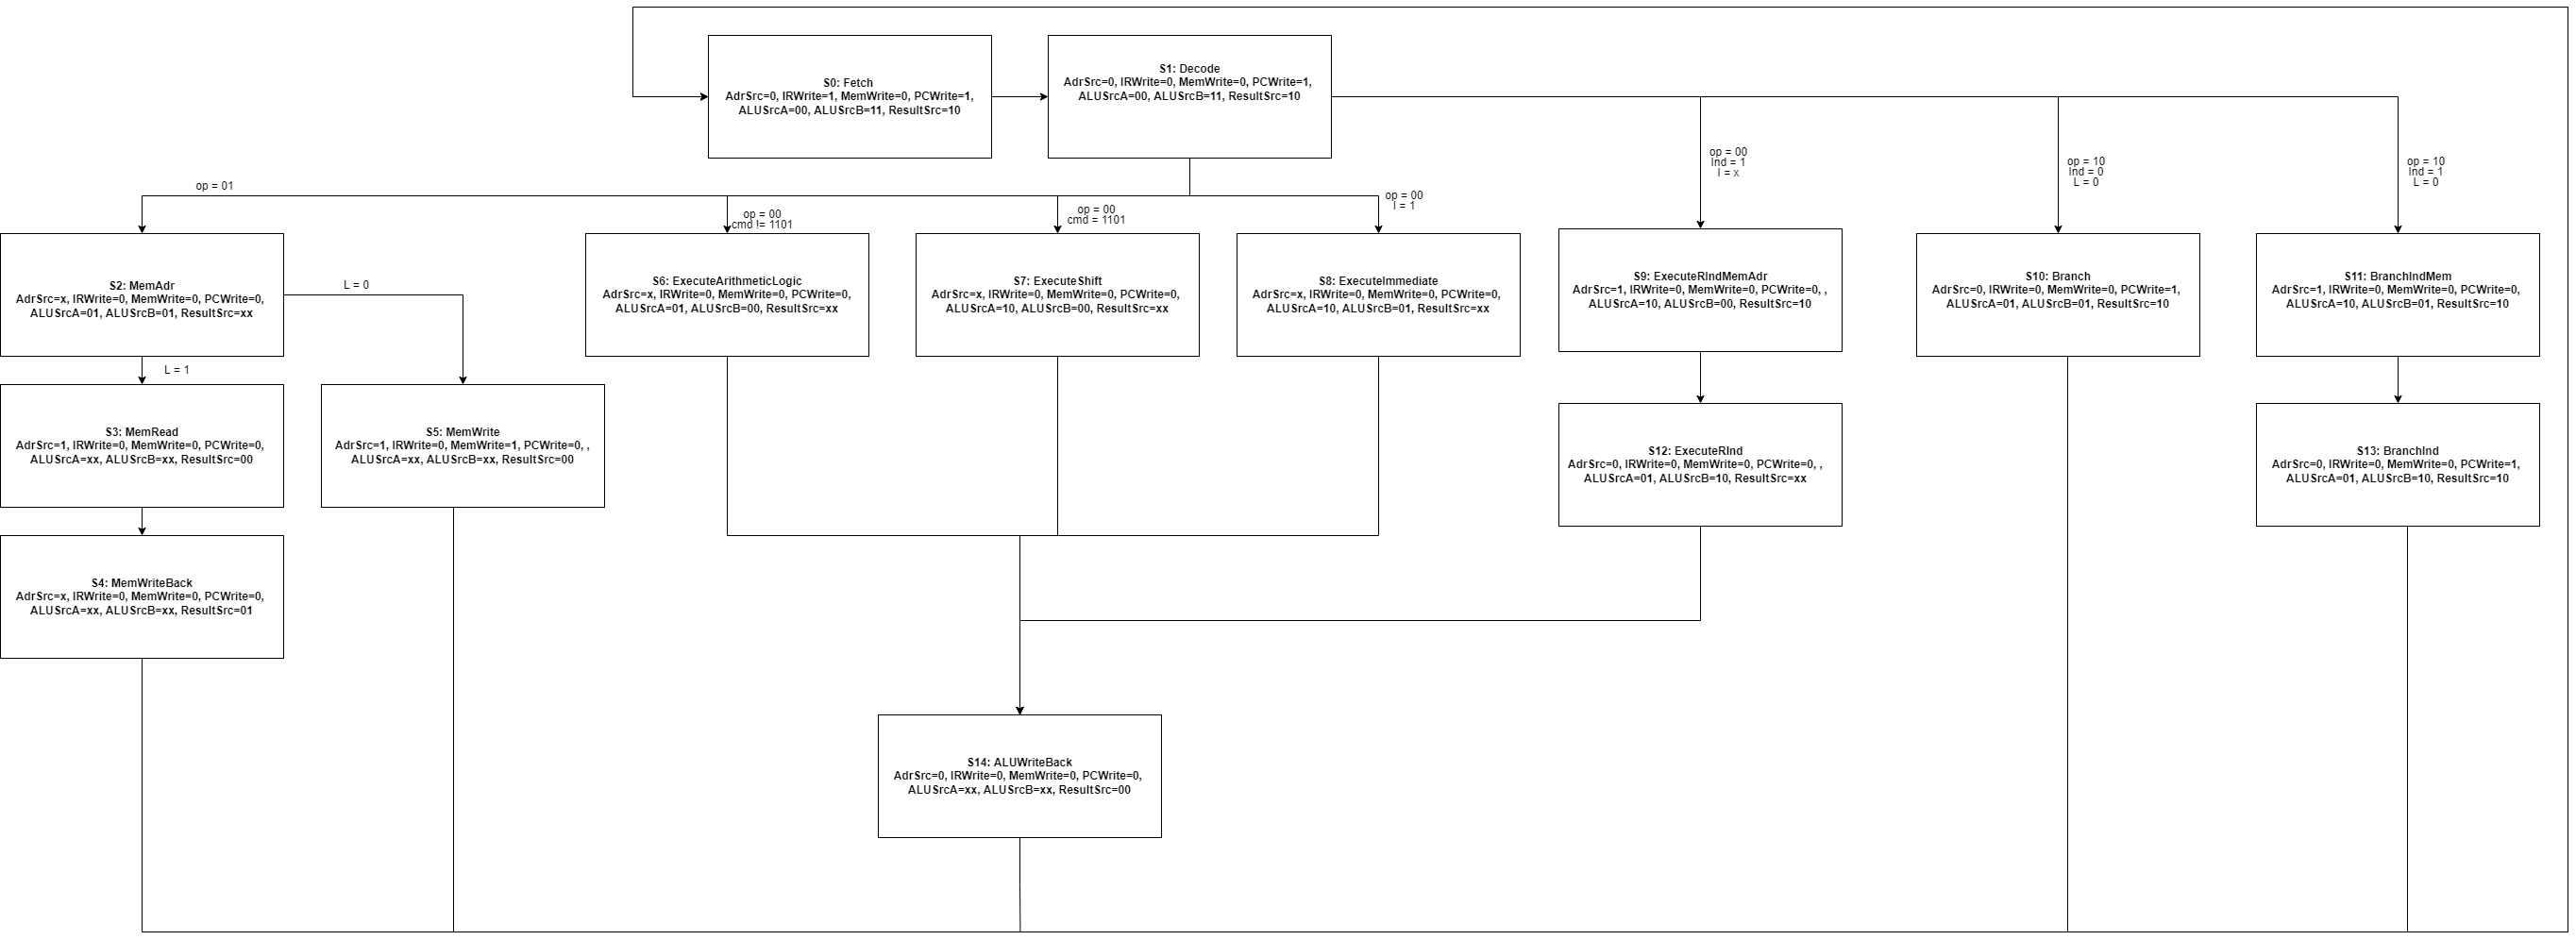 S0: Fetch
AdrSrc=0, IRWrite=1, MemWrite=0, PCWrite=1,
ALUSrcA=00, ALUSrcB=11, ResultSrc=10
S1: Decode
AdrSrc=0, IRWrite=0, MemWrite=0, PCWrite=1,
ALUSrcA=00, ALUSrcB=11, ResultSrc=10
op = 01
op = 00
cmd != 1101
op = 00
cmd = 1101
op = 00
I = 1
op = 00
Ind = 1
I = x
op = 10
Ind = 0
L = 0
op = 10
Ind = 1
L = 0
S2: MemAdr
AdrSrc=x, IRWrite=0, MemWrite=0, PCWrite=0,
ALUSrcA=01, ALUSrcB=01, ResultSrc=xx
L = 0
S6: ExecuteArithmeticLogic
AdrSrc=x, IRWrite=0, MemWrite=0, PCWrite=0,
ALUSrcA=01, ALUSrcB=00, ResultSrc=xx
S7: ExecuteShift
AdrSrc=x, IRWrite=0, MemWrite=0, PCWrite=0,
ALUSrcA=10, ALUSrcB=00, ResultSrc=xx
S8: ExecuteImmediate
AdrSrc=x, IRWrite=0, MemWrite=0, PCWrite=0,
ALUSrcA=10, ALUSrcB=01, ResultSrc=xx
S9: ExecuteRIndMemAdr
AdrSrc=1, IRWrite=0, MemWrite=0, PCWrite=0, ,
ALUSrcA=10, ALUSrcB=00, ResultSrc=10
S10: Branch
AdrSrc=0, IRWrite=0, MemWrite=0, PCWrite=1,
ALUSrcA=01, ALUSrcB=01, ResultSrc=10
S11: BranchIndMem
AdrSrc=1, IRWrite=0, MemWrite=0, PCWrite=0,
ALUSrcA=10, ALUSrcB=01, ResultSrc=10
L = 1
S3: MemRead
AdrSrc=1, IRWrite=0, MemWrite=0, PCWrite=0,
ALUSrcA=xx, ALUSrcB=xx, ResultSrc=00
S5: MemWrite
AdrSrc=1, IRWrite=0, MemWrite=1, PCWrite=0, ,
ALUSrcA=xx, ALUSrcB=xx, ResultSrc=00
S12: ExecuteRInd
AdrSrc=0, IRWrite=0, MemWrite=0, PCWrite=0, ,
ALUSrcA=01, ALUSrcB=10, ResultSrc=xx
S13: BranchInd
AdrSrc=0, IRWrite=0, MemWrite=0, PCWrite=1,
ALUSrcA=01, ALUSrcB=10, ResultSrc=10
S4: MemWriteBack
AdrSrc=x, IRWrite=0, MemWrite=0, PCWrite=0,
ALUSrcA=xx, ALUSrcB=xx, ResultSrc=01
S14: ALUWriteBack
AdrSrc=0, IRWrite=0, MemWrite=0, PCWrite=0,
ALUSrcA=xx, ALUSrcB=xx, ResultSrc=00